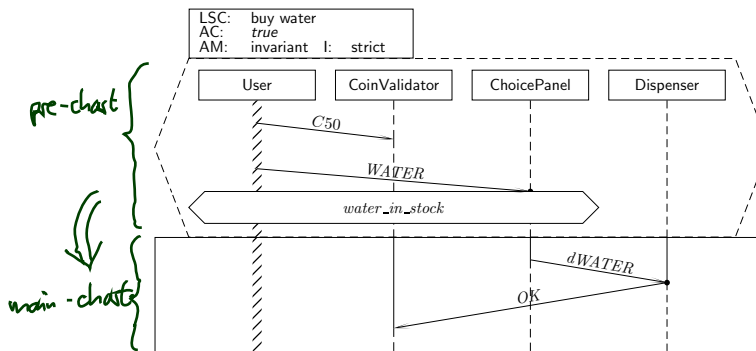 LSC: buy water
AC: true
AM: invariant I: strict
User CoinValidator ChoicePanel Dispenser
pre-chart
C50
WATER
water_in_stock
dWATER
main-chart
OK